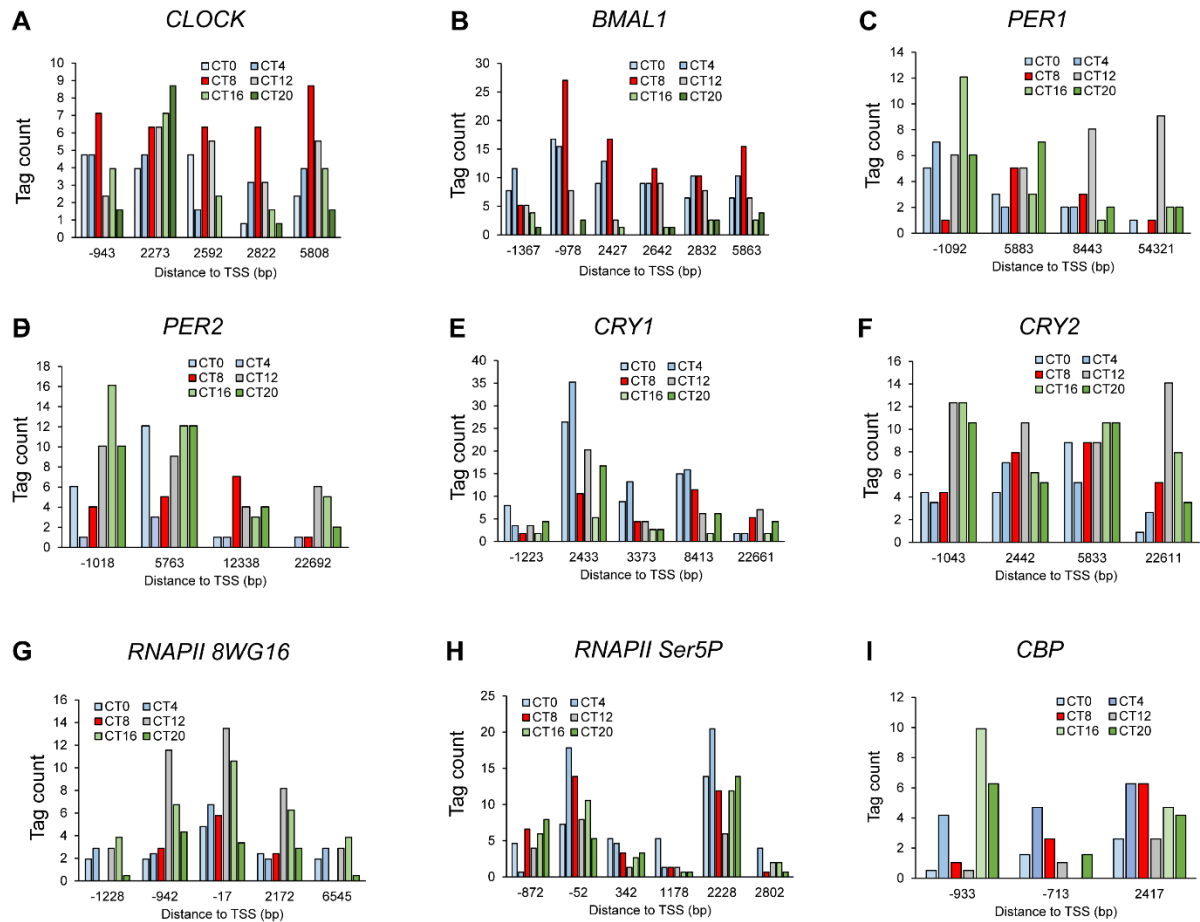 A CLOCK
Tag count
10
9
8
7
6
5
4
3
2
1
0
CT0 CT4
CT8 CT12
CT16 CT20
-943 2273 2592 2822 5808
Distance to TSS (bp)
B BMAL1
Tag count
30
25
20
15
10
5
0
CT0 CT4
CT8 CT12
CT16 CT20
-1367 -978 2427 2642 2832 5863
Distance to TSS (bp)
C PER1
Tag count
14
12
10
8
6
4
2
0
CT0 CT4
CT8 CT12
CT16 CT20
-1092 5883 8443 54321
Distance to TSS (bp)
D PER2
Tag count
18
16
14
12
10
8
6
4
2
0
CT0 CT4
CT8 CT12
CT16 CT20
-1018 5763 12338 22692
Distance to TSS (bp)
E CRY1
Tag count
40
35
30
25
20
15
10
5
0
CT0 CT4
CT8 CT12
CT16 CT20
-1223 2433 3373 8413 22661
Distance to TSS (bp)
F CRY2
Tag count
16
14
12
10
8
6
4
2
0
CT0 CT4
CT8 CT12
CT16 CT20
-1043 2442 5833 22611
Distance to TSS (bp)
G RNAPII 8WG16
Tag count
16
14
12
10
8
6
4
2
0
CT0 CT4
CT8 CT12
CT16 CT20
-1228 -942 -17 2172 6545
Distance to TSS (bp)
H RNAPII Ser5P
Tag count
25
20
15
10
5
0
CT0 CT4
CT8 CT12
CT16 CT20
-872 -52 342 1178 2228 2802
Distance to TSS (bp)
I CBP
Tag count
12
10
8
6
4
2
0
CT0 CT4
CT8 CT12
CT16 CT20
-933 -713 2417
Distance to TSS (bp)